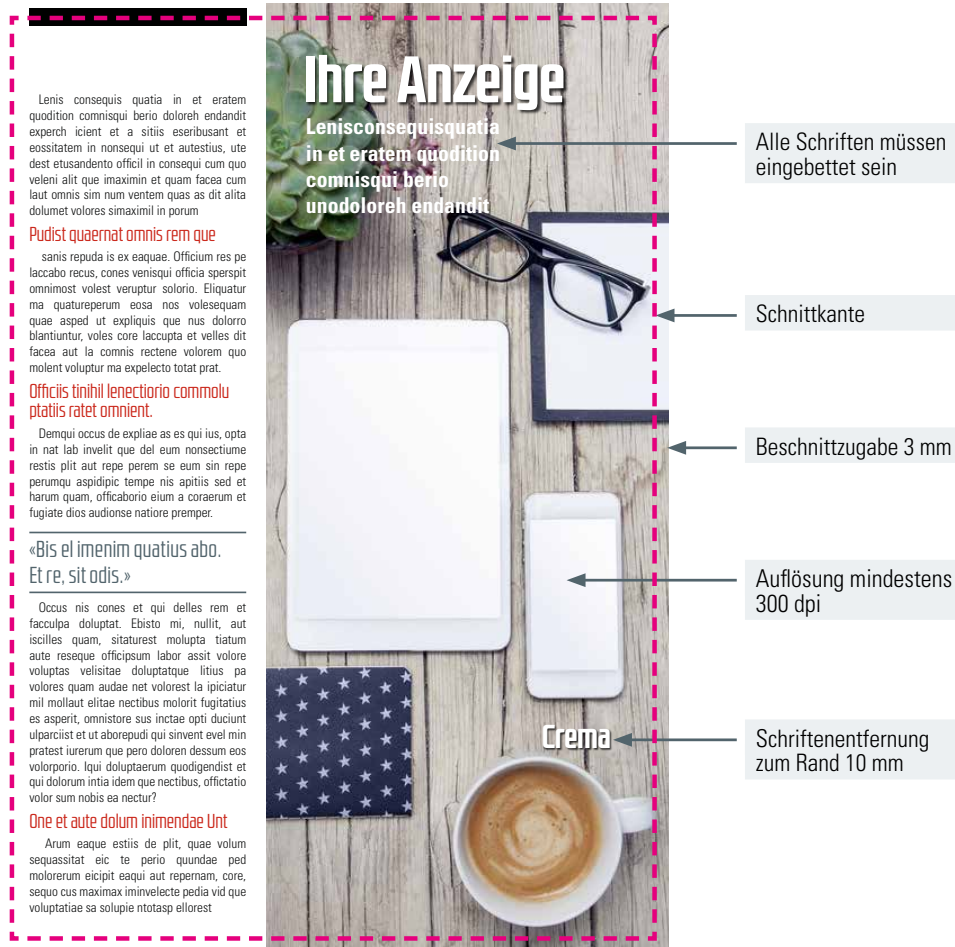 Lenis consequis quatia in et eratem
quodition comnisqui berio doloreh endandit
experch icient et a sitiis eseribusant et
eossitatem in nonsequi ut et autestius, ute
dest etusandento officil in consequi cum quo
veleni alit que imaximin et quam facea cum
laut omnis sim num ventem quas as dit alita
dolumet volores simaximil in porum
Pudist quaernat omnis rem que
sanis repuda is ex eaquae. Officium res pe
laccabo recus, cones venisqui officia sperspit
omnimost volest veruptur solorio. Eliquatur
ma quatureperum eosa nos volesequam
quae asped ut expliquis que nus dolorro
blantiuntur, voles core laccupta et velles dit
facea aut la comnis rectene volorem quo
molent voluptur ma expelecto totat prat.
Officiis tinihil lenectiorio commolu
ptatiis ratet omnient.
Demqui occus de expliae as es qui ius, opta
in nat lab invelit que del eum nonsectiume
restis plit aut repe perem se eum sin repe
perumqu aspidipic tempe nis apitiis sed et
harum quam, officaborio eium a coraerum et
fugiate dios audionse natiore premper.
«Bis el imenim quatius abo.
Et re, sit odis.»
Occus nis cones et qui delles rem et
facculpa doluptat. Ebisto mi, nullit, aut
iscilles quam, sitaturest molupta tiatum
aute reseque officipsum labor assit volore
voluptas velisitae doluptatque litius pa
volores quam audae net volorest la ipiciatur
mil mollaut elitae nectibus molorit fugitatius
es asperit, omnistore sus inctae opti duciunt
ulparciist et ut aborepudi qui sinvent evel min
pratest iurerum que pero doloren dessum eos
volorporio. Iqui doluptaerum quodigendist et
qui dolorum intia idem que nectibus, offictatio
volor sum nobis ea nectur?
One et aute dolum inimendae Unt
Arum eaque estiis de plit, quae volum
sequassitat eic te perio quundae ped
molorerum eicipit eaqui aut repernam, core,
sequo cus maximax iminvelecte pedia vid que
voluptatiae sa solupie ntotasp ellorest
Ihre Anzeige
Lenisconsequisquatia
in et eratem quodition
comnisqui berio
unodoloreh endandit
Crema
Alle Schriften müssen
eingebettet sein
Schnittkante
Beschnittzugabe 3 mm
Auflösung mindestens
300 dpi
Schriftenentfernung
zum Rand 10 mm